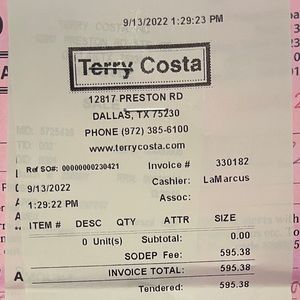 9/13/2022 1:29:23 PM
Terry Costa
12817 PRESTON RD
DALLAS, TX 75230
PHONE (972) 385-6100
www.terrycosta.com
Ref SO#: 00000000230421 Invoice # 330182
9/13/2022 Cashier: LaMarcus
1:29:22 PM Assoc:
ITEM # DESC QTY ATTR SIZE
0 Unit(s) Subtotal: 0.00
SODEP Fee: 595.38
INVOICE TOTAL: 595.38
Tendered: 595.38